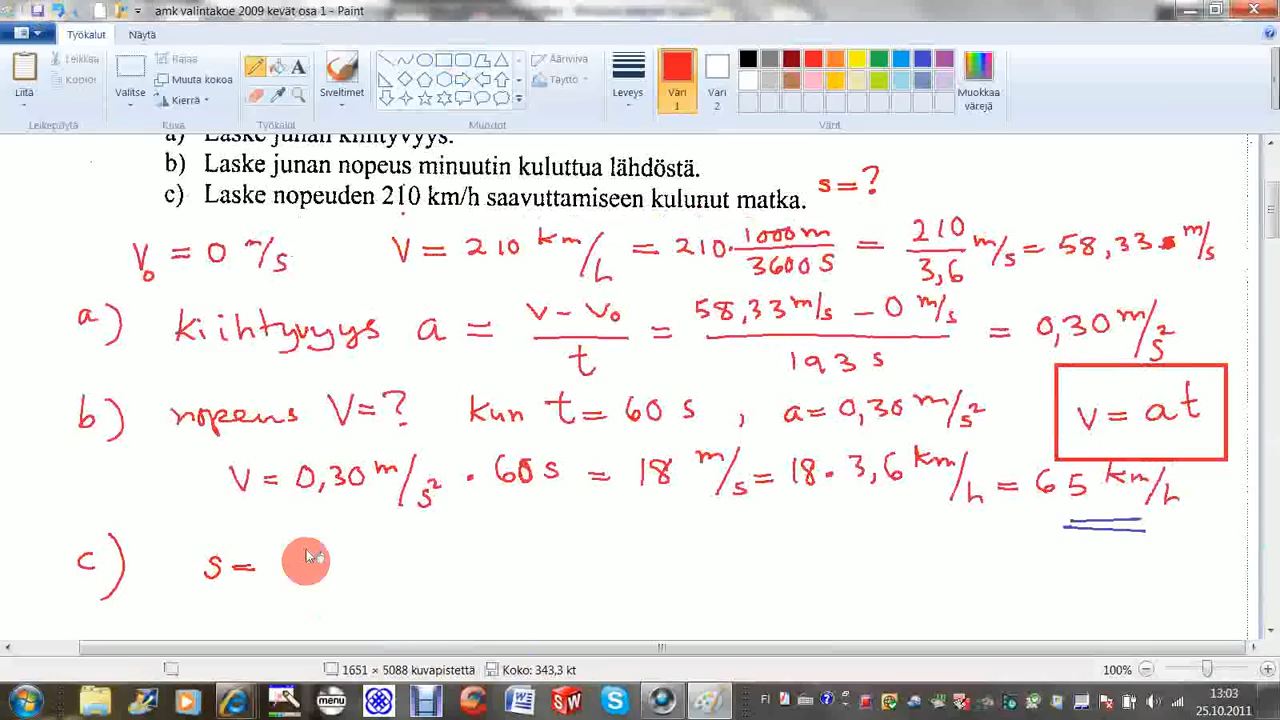 amk valintakoe 2009 kevät osa 1 - Paint
Työkalut Näytä
Liitä Leikkaa Kopioi Valitse Rajaa Muuta kokoa Kierrä Siveltimet Ääriviiva Täyttö Leveys Väri 1 Väri 2 Muokkaa värejä
Leikepöytä Kuva Työkalut Muodot Värit
a) Laske junan kiihtyvyys.
b) Laske junan nopeus minuutin kuluttua lähdöstä.
c) Laske nopeuden 210 km/h saavuttamiseen kulunut matka. s = ?
V₀ = 0 m/s V = 210 km/h = 210 · 1000 m / 3600 s = 210/3,6 m/s = 58,33 m/s
a) kiihtyvyys a = v - v₀ / t = 58,33 m/s - 0 m/s / 193 s = 0,30 m/s²
b) nopeus V = ? kun t = 60 s , a = 0,30 m/s²
v = at
V = 0,30 m/s² · 60 s = 18 m/s = 18 · 3,6 km/h = 65 km/h
c) s =
1651 × 5088 kuvapistettä Koko: 343,3 kt 100%
menu FI 13:03
25.10.2011